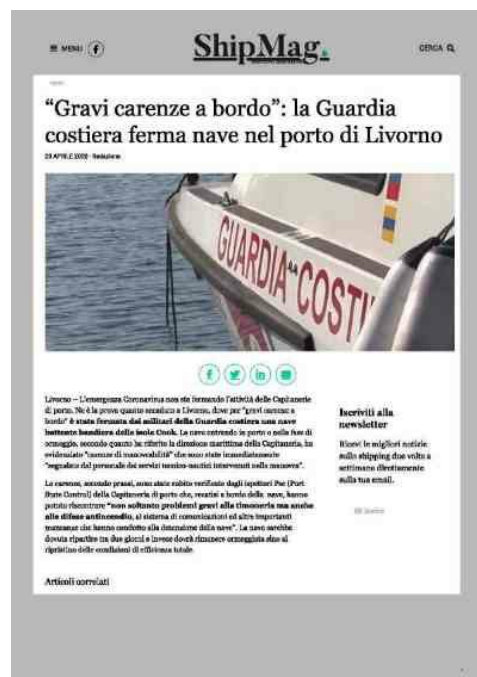 MENU
ShipMag.
CERCA
“Gravi carenze a bordo”: la Guardia
costiera ferma nave nel porto di Livorno
Redazione
GUARDIA COSTI
Livorno – L’emergenza Coronavirus non sta fermando l’attività delle Capitanerie
di porto. Ne è la prova quanto accaduto a Livorno, dove per “gravi carenze a
bordo” è stata fermata dai militari della Guardia costiera una nave
battente bandiera delle isole Cook. La nave entrando in porto e nella fase di
ormeggio, secondo quanto ha riferito la direzione marittima della Capitaneria, ha
evidenziato “carenze di manovrabilità” che sono state immediatamente
“segnalate dal personale dei servizi tecnico-nautici intervenuti nella manovra”.
Le carenze, secondo prassi, sono state subito verificate dagli ispettori Psc (Port
State Control) della Capitaneria di porto che, recatisi a bordo della nave, hanno
potuto riscontrare “non soltanto problemi gravi alla timoneria ma anche
alle difese antincendio, al sistema di comunicazioni ed altre importanti
mancanze che hanno condotto alla detenzione della nave”. La nave sarebbe
dovuta ripartire tra due giorni e invece dovrà rimanere ormeggiata sino al
ripristino delle condizioni di efficienza totale.
Iscriviti alla
newsletter
Ricevi le migliori notizie
sullo shipping due volte a
settimana direttamente
sulla tua email.
Articoli correlati